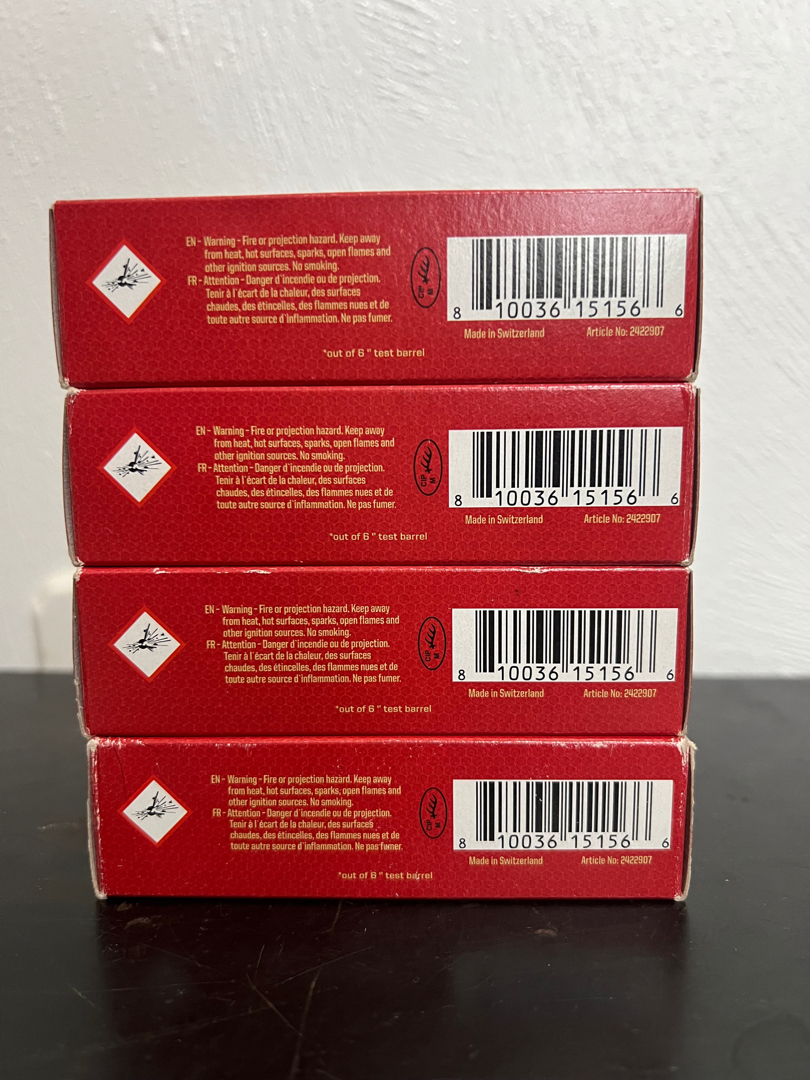 EN - Warning - Fire or projection hazard. Keep away
from heat, hot surfaces, sparks, open flames and
other ignition sources. No smoking.
FR - Attention - Danger d`incendie ou de projection.
Tenir à l`écart de la chaleur, des surfaces
chaudes, des étincelles, des flammes nues et de
toute autre source d`inflammation. Ne pas fumer.
*out of 6 " test barrel
CIP
M
8 10036 15156 6
Made in Switzerland Article No: 2422907
EN - Warning - Fire or projection hazard. Keep away
from heat, hot surfaces, sparks, open flames and
other ignition sources. No smoking.
FR - Attention - Danger d`incendie ou de projection.
Tenir à l`écart de la chaleur, des surfaces
chaudes, des étincelles, des flammes nues et de
toute autre source d`inflammation. Ne pas fumer.
*out of 6 " test barrel
CIP
M
8 10036 15156 6
Made in Switzerland Article No: 2422907
EN - Warning - Fire or projection hazard. Keep away
from heat, hot surfaces, sparks, open flames and
other ignition sources. No smoking.
FR - Attention - Danger d`incendie ou de projection.
Tenir à l`écart de la chaleur, des surfaces
chaudes, des étincelles, des flammes nues et de
toute autre source d`inflammation. Ne pas fumer.
*out of 6 " test barrel
CIP
M
8 10036 15156 6
Made in Switzerland Article No: 2422907
EN - Warning - Fire or projection hazard. Keep away
from heat, hot surfaces, sparks, open flames and
other ignition sources. No smoking.
FR - Attention - Danger d`incendie ou de projection.
Tenir à l`écart de la chaleur, des surfaces
chaudes, des étincelles, des flammes nues et de
toute autre source d`inflammation. Ne pas fumer.
*out of 6 " test barrel
CIP
M
8 10036 15156 6
Made in Switzerland Article No: 2422907